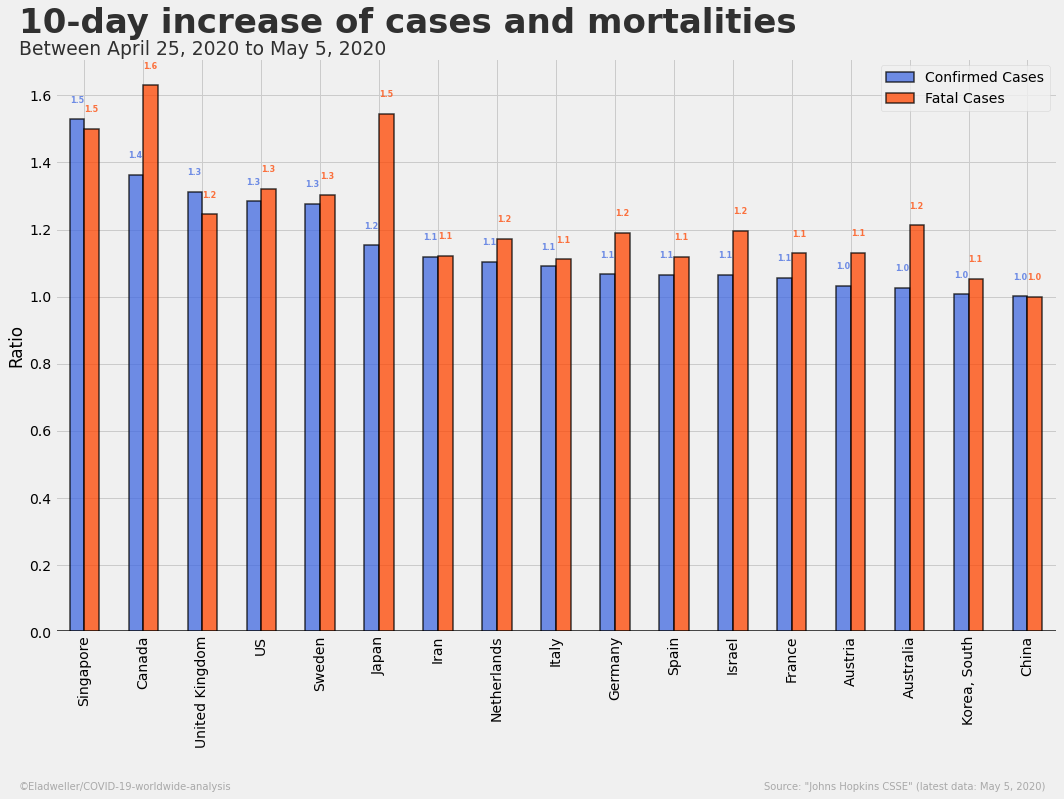 10-day increase of cases and mortalities
Between April 25, 2020 to May 5, 2020
Confirmed Cases
Fatal Cases
Ratio
1.6
1.4
1.2
1.0
0.8
0.6
0.4
0.2
0.0
1.5 1.5
1.4 1.6
1.3 1.2
1.3 1.3
1.3 1.3
1.2 1.5
1.1 1.1
1.1 1.2
1.1 1.1
1.1 1.2
1.1 1.1
1.1 1.2
1.1 1.1
1.0 1.1
1.0 1.2
1.0 1.1
1.0 1.0
Singapore
Canada
United Kingdom
US
Sweden
Japan
Iran
Netherlands
Italy
Germany
Spain
Israel
France
Austria
Australia
Korea, South
China
©Eladweller/COVID-19-worldwide-analysis
Source: "Johns Hopkins CSSE" (latest data: May 5, 2020)